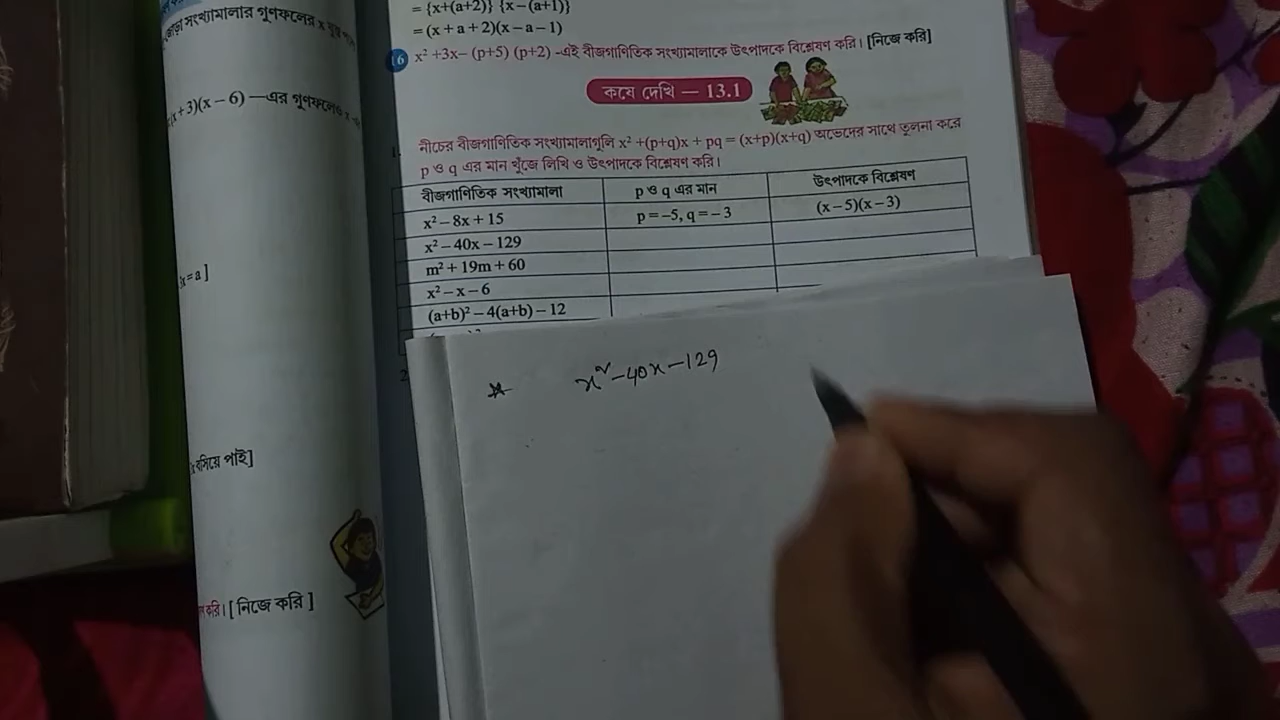 = {x+(a+2)} {x−(a+1)}
= (x + a + 2)(x − a − 1)
16 x² +3x− (p+5) (p+2) -এই বীজগাণিতিক সংখ্যামালাকে উৎপাদকে বিশ্লেষণ করি। [নিজে করি]
কষে দেখি — 13.1
নীচের বীজগাণিতিক সংখ্যামালাগুলি x² +(p+q)x + pq = (x+p)(x+q) অভেদের সাথে তুলনা করে
p ও q এর মান খুঁজে লিখি ও উৎপাদকে বিশ্লেষণ করি।
বীজগাণিতিক সংখ্যামালা p ও q এর মান উৎপাদকে বিশ্লেষণ
x² − 8x + 15 p = −5, q = − 3 (x − 5)(x − 3)
x² − 40x − 129
m² + 19m + 60
x² − x − 6
(a+b)² − 4(a+b) − 12
সংখ্যামালার গুণফলের x
(x + 3)(x − 6) —এর গুণফলে
x = a ]
বসিয়ে পাই]
করি। [ নিজে করি ]
x² − 40x − 129